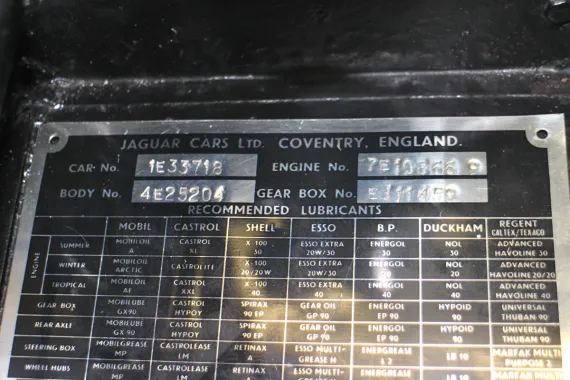 JAGUAR CARS LTD. COVENTRY, ENGLAND.
CAR No. 1E33718 ENGINE No.
BODY No. 4E25204 GEAR BOX No.
RECOMMENDED LUBRICANTS
MOBIL CASTROL SHELL ESSO B.P. DUCKHAM REGENT CALTEX/TEXACO
ENGINE
SUMMER MOBILOIL A CASTROL XL X-100 30 ESSO EXTRA 20W/30 ENERGOL 30 NOL 30 ADVANCED HAVOLINE 30
WINTER MOBILOIL ARCTIC CASTROLITE X-100 20/20W ESSO EXTRA 20W/30 ENERGOL 20 NOL 20 ADVANCED HAVOLINE 20/20
TROPICAL MOBILOIL AF CASTROL XXL X-100 40 ESSO EXTRA 40 ENERGOL 40 NOL 40 ADVANCED HAVOLINE 40
GEAR BOX MOBILUBE GX90 CASTROL HYPOY SPIRAX 90 EP GEAR OIL GP 90 ENERGOL EP 90 HYPOID 90 UNIVERSAL THUBAN 90
REAR AXLE MOBILUBE GX 90 CASTROL HYPOY SPIRAX 90 EP GEAR OIL GP 90 ENERGOL EP 90 HYPOID 90 UNIVERSAL THUBAN 90
STEERING BOX MOBILGREASE MP CASTROLEASE LM RETINAX A ESSO MULTI-GREASE H ENERGREASE L 2 LB 10 MARFAK MULTI PURPOSE 2
WHEEL HUBS MOBILGREASE CASTROLEASE RETINAX ESSO MULTI- ENERGREASE LB 10 MARFAK MULTI